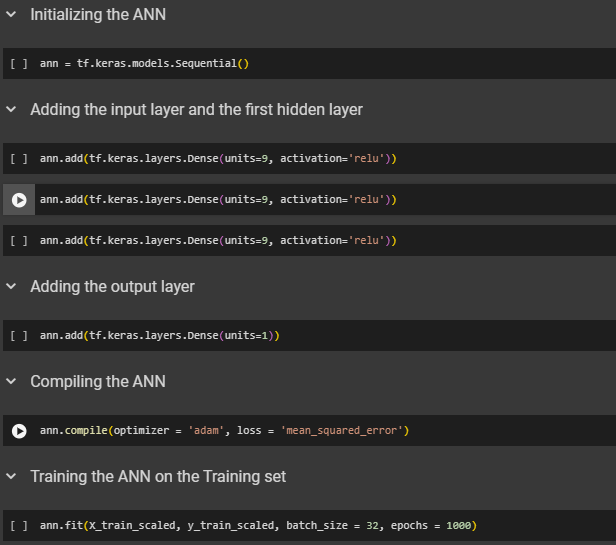 Initializing the ANN
[ ] ann = tf.keras.models.Sequential()
Adding the input layer and the first hidden layer
[ ] ann.add(tf.keras.layers.Dense(units=9, activation='relu'))
ann.add(tf.keras.layers.Dense(units=9, activation='relu'))
[ ] ann.add(tf.keras.layers.Dense(units=9, activation='relu'))
Adding the output layer
[ ] ann.add(tf.keras.layers.Dense(units=1))
Compiling the ANN
ann.compile(optimizer = 'adam', loss = 'mean_squared_error')
Training the ANN on the Training set
[ ] ann.fit(X_train_scaled, y_train_scaled, batch_size = 32, epochs = 1000)